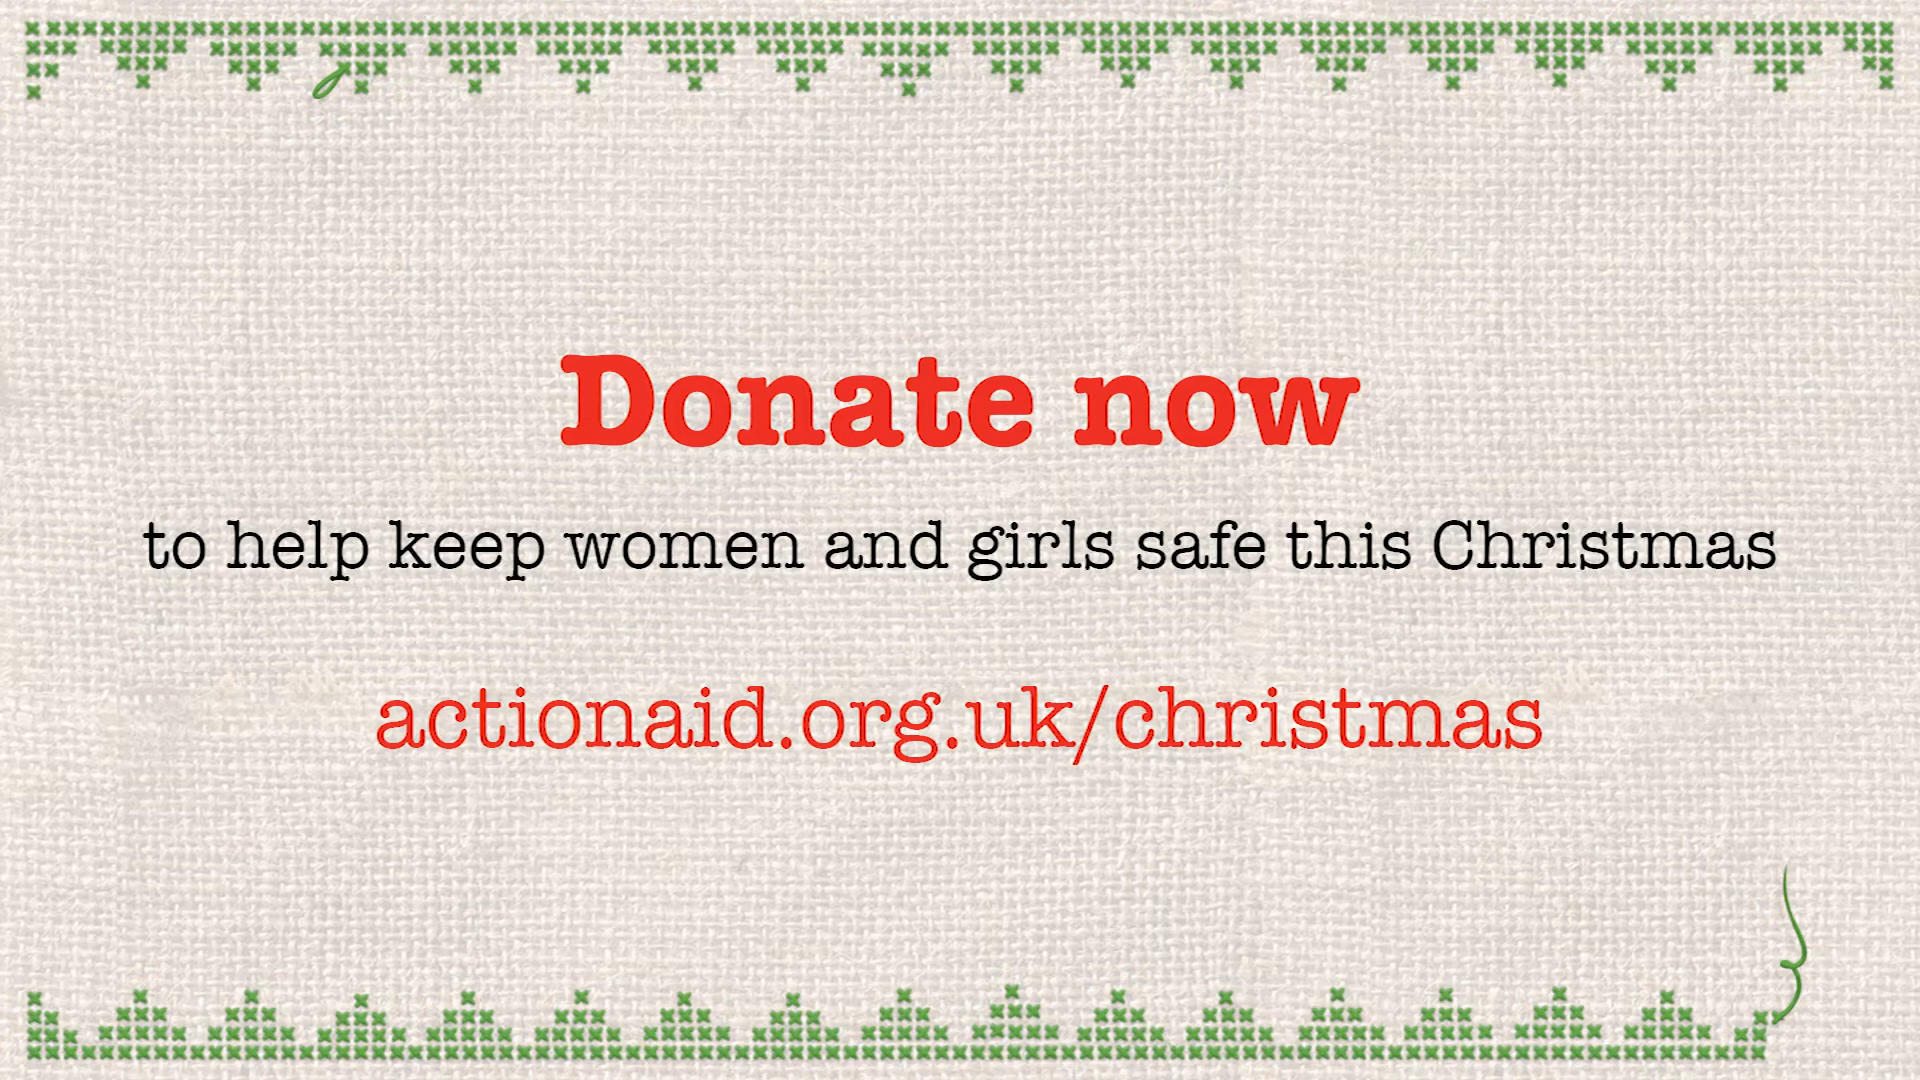 Donate now
to help keep women and girls safe this Christmas
actionaid.org.uk/christmas